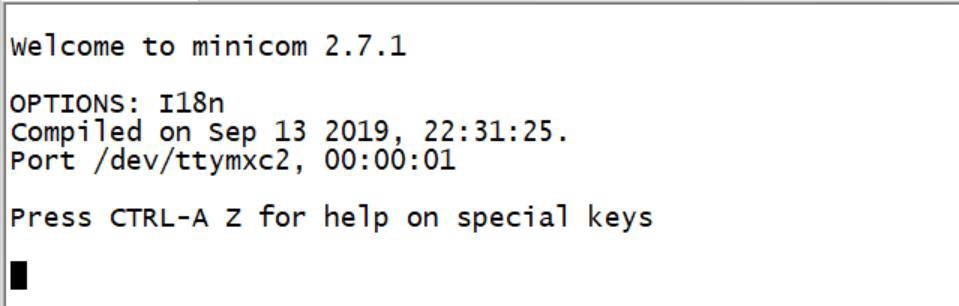 Welcome to minicom 2.7.1
OPTIONS: I18n
Compiled on Sep 13 2019, 22:31:25.
Port /dev/ttymxc2, 00:00:01
Press CTRL-A Z for help on special keys